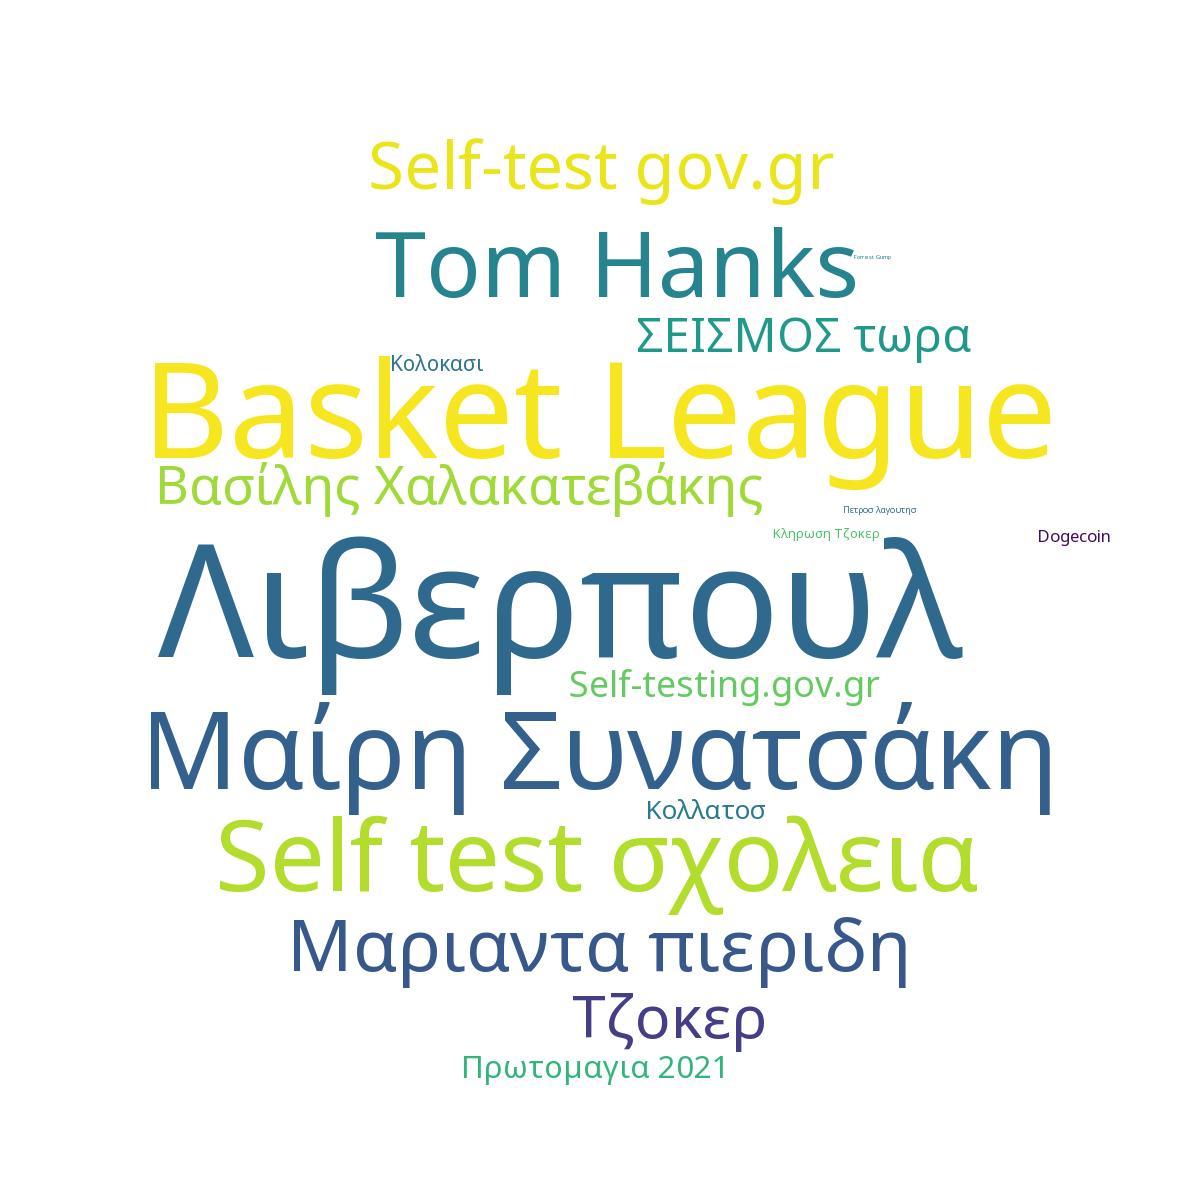 Self-test gov.gr
Tom Hanks
Forrest Gump
ΣΕΙΣΜΟΣ τωρα
Κολοκασι
Basket League
Βασίλης Χαλακατεβάκης
Πετροσ λαγουτησ
Κληρωση Τζοκερ
Dogecoin
Λιβερπουλ
Self-testing.gov.gr
Μαίρη Συνατσάκη
Κολλατοσ
Self test σχολεια
Μαριαντα πιεριδη
Τζοκερ
Πρωτομαγια 2021